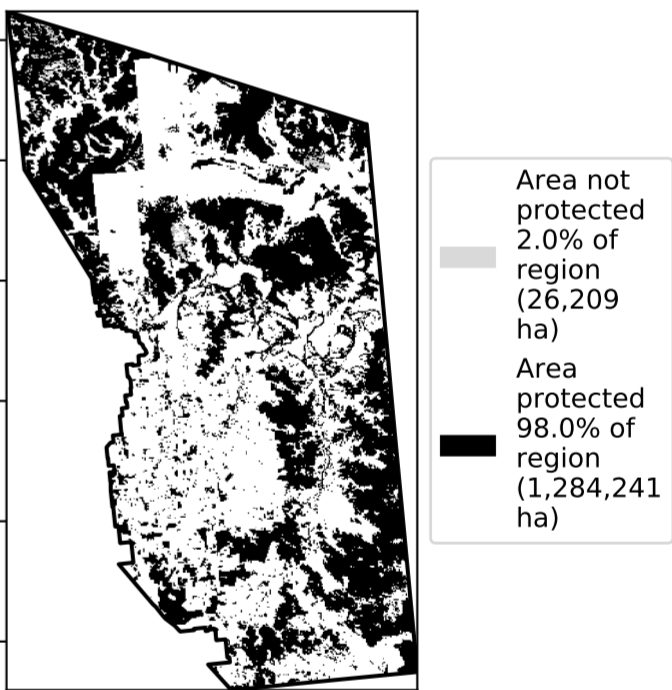 Area not
protected
2.0% of
region
(26,209
ha)
Area
protected
98.0% of
region
(1,284,241
ha)